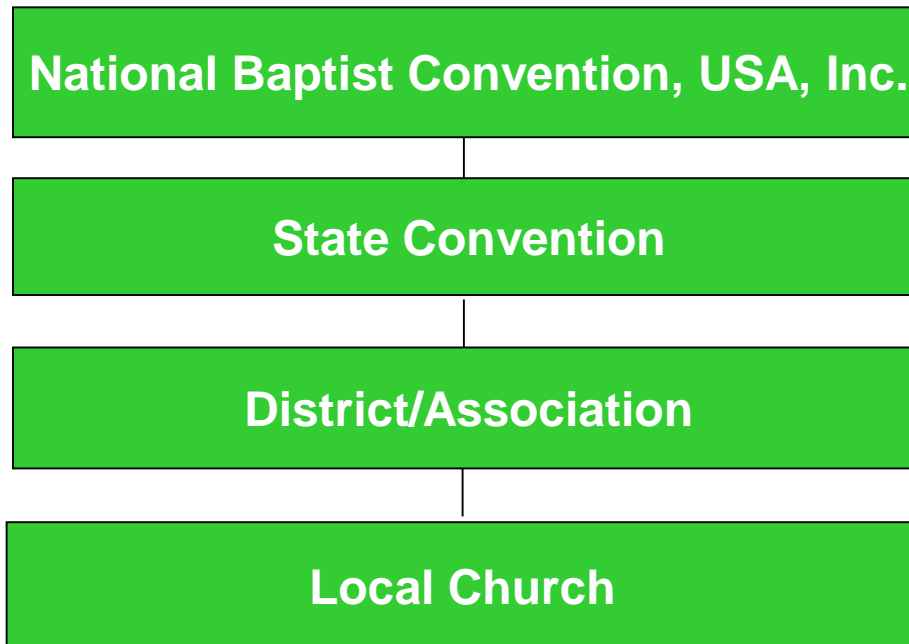 National Baptist Convention, USA, Inc.
State Convention
District/Association
Local Church